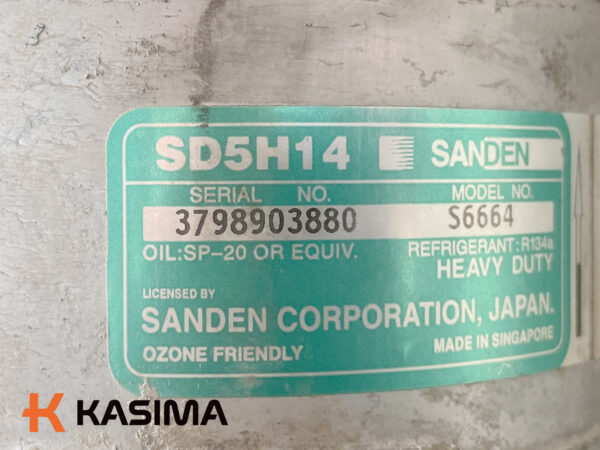 SD5H14 SANDEN
SERIAL NO. MODEL NO.
3798903880 S6664
OIL:SP-20 OR EQUIV. REFRIGERANT:R134a
HEAVY DUTY
LICENSED BY
SANDEN CORPORATION, JAPAN.
OZONE FRIENDLY MADE IN SINGAPORE
KASIMA